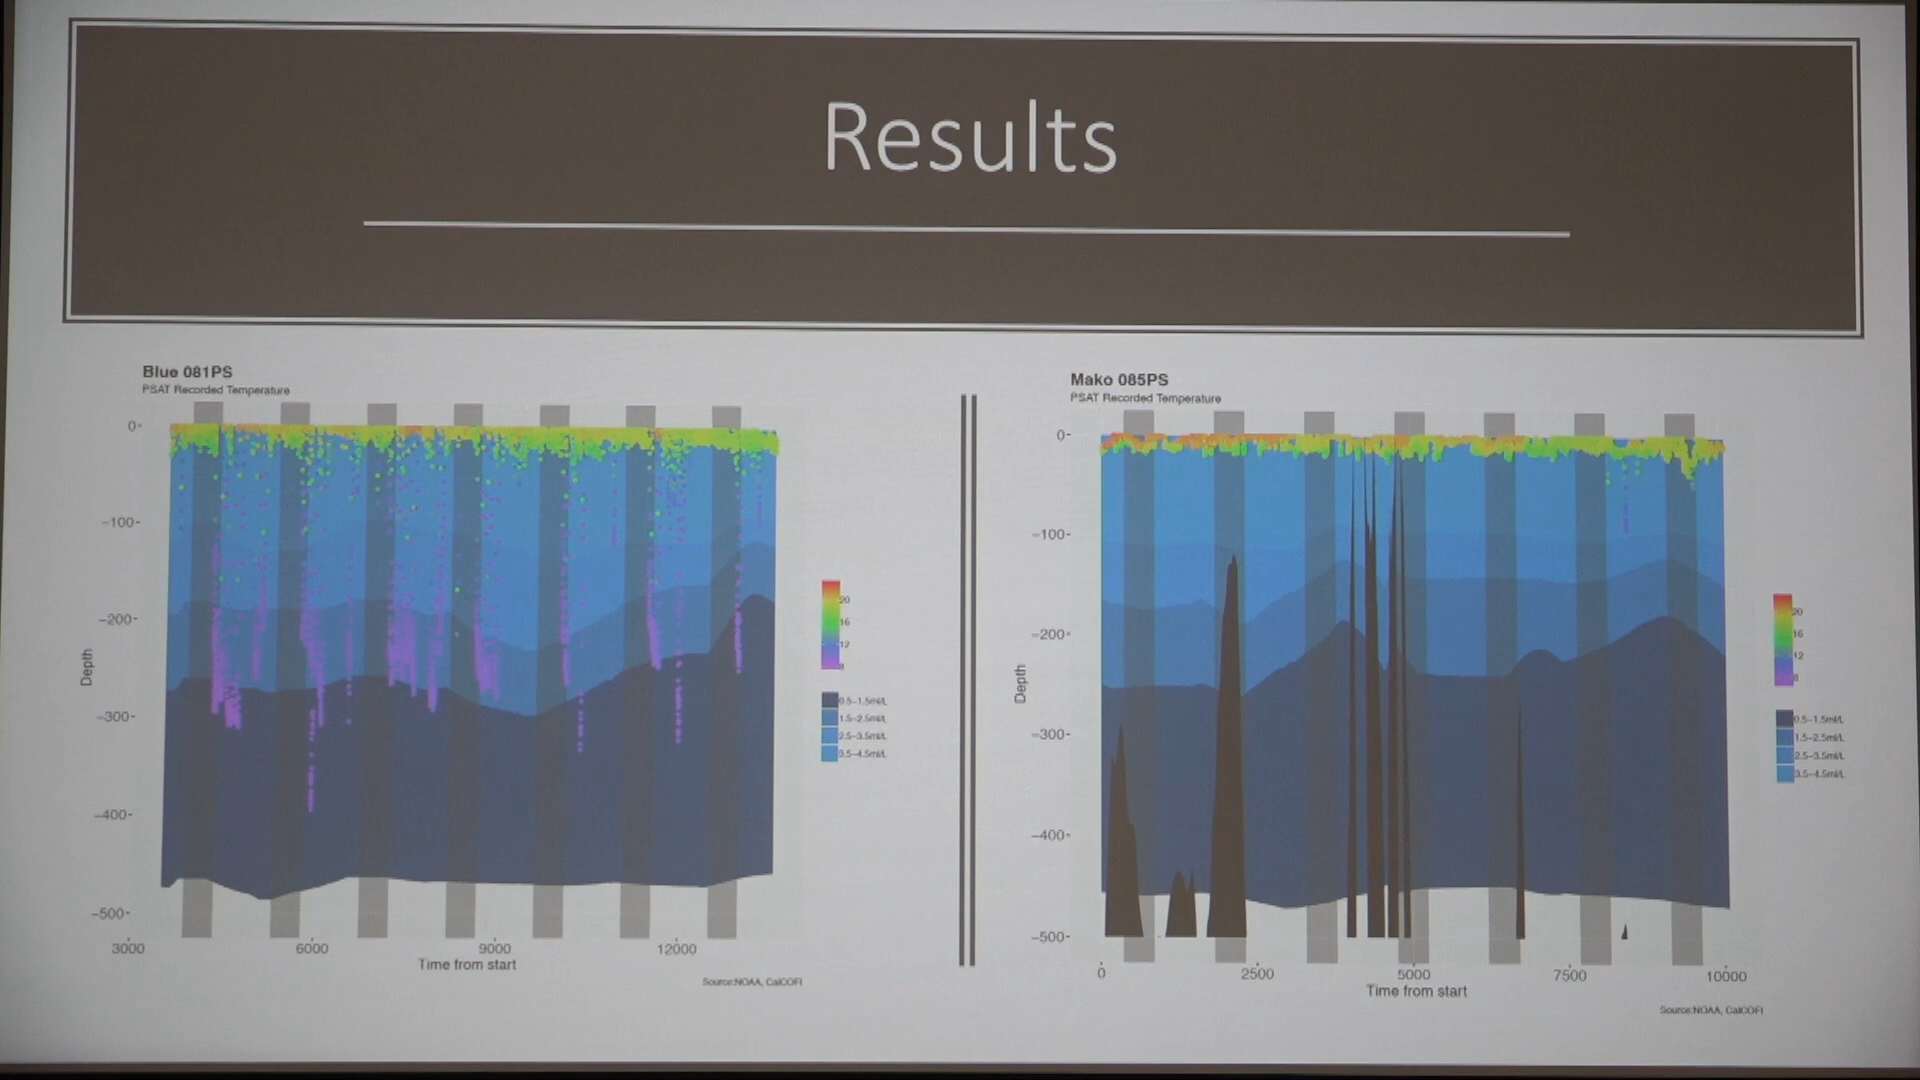 Results
Blue 081PS
PSAT Recorded Temperature
0-
-100-
-200-
-300-
-400-
-500-
Depth
3000 6000 9000 12000
Time from start
20
16
12
8
0.5-1.5ml/L
1.5-2.5ml/L
2.5-3.5ml/L
3.5-4.5ml/L
Source:NOAA, CalCOFI
Mako 085PS
PSAT Recorded Temperature
0-
-100-
-200-
-300-
-400-
-500-
Depth
0 2500 5000 7500 10000
Time from start
20
16
12
8
0.5-1.5ml/L
1.5-2.5ml/L
2.5-3.5ml/L
3.5-4.5ml/L
Source:NOAA, CalCOFI